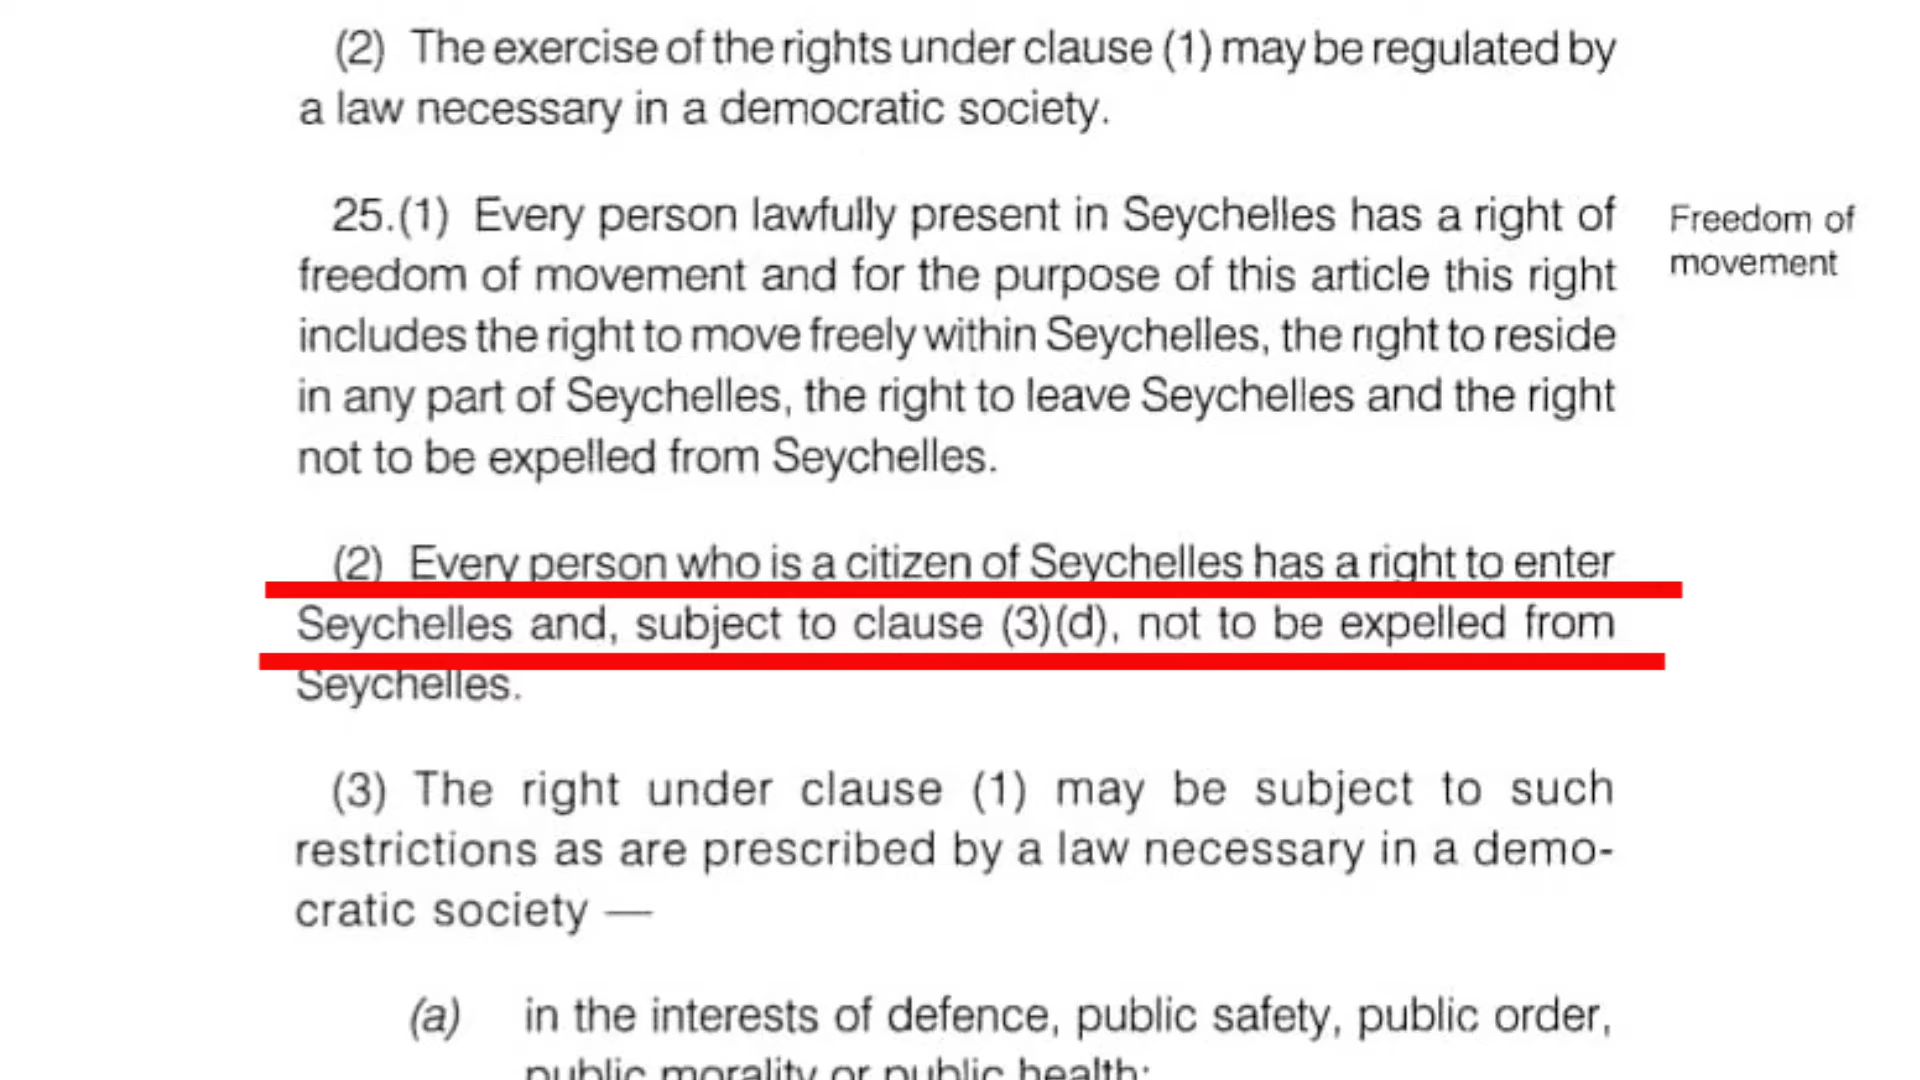 (2) The exercise of the rights under clause (1) may be regulated by
a law necessary in a democratic society.
25.(1) Every person lawfully present in Seychelles has a right of
freedom of movement and for the purpose of this article this right
includes the right to move freely within Seychelles, the right to reside
in any part of Seychelles, the right to leave Seychelles and the right
not to be expelled from Seychelles.
Freedom of
movement
(2) Every person who is a citizen of Seychelles has a right to enter
Seychelles and, subject to clause (3)(d), not to be expelled from
Seychelles.
(3) The right under clause (1) may be subject to such
restrictions as are prescribed by a law necessary in a demo-
cratic society —
(a) in the interests of defence, public safety, public order,
public morality or public health;